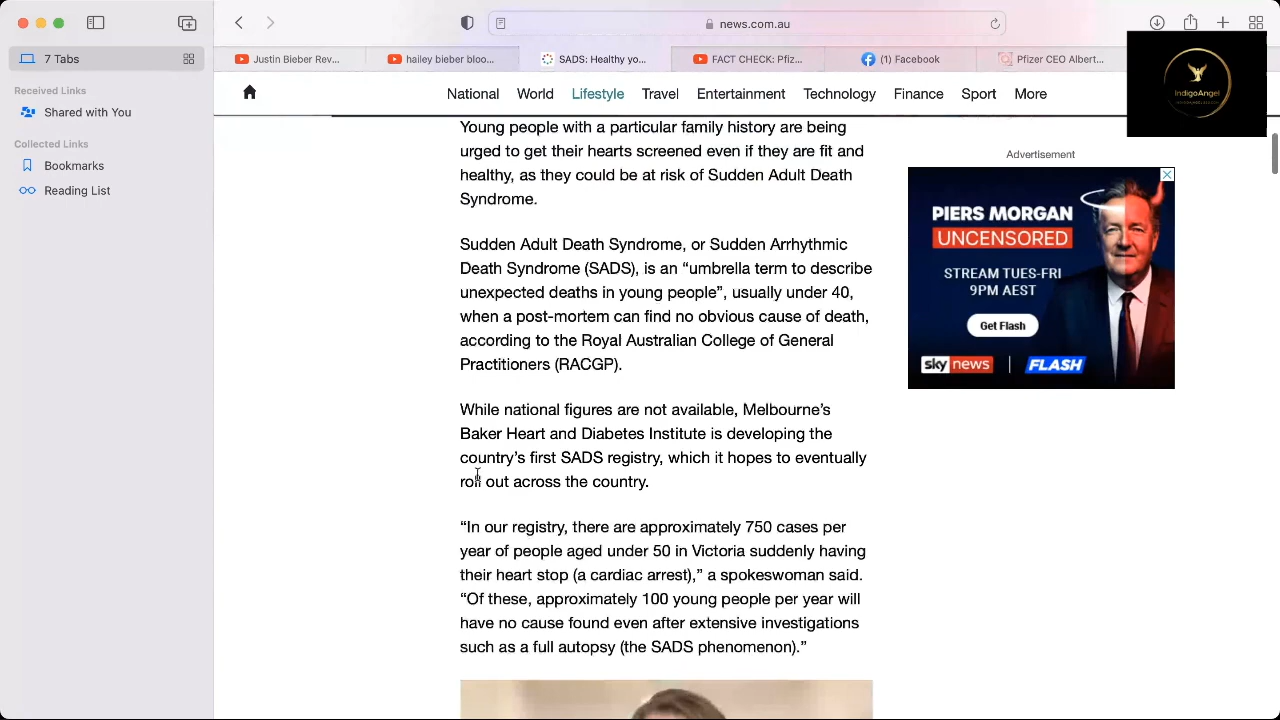 news.com.au
7 Tabs
Justin Bieber Rev...
hailey bieber bloo...
SADS: Healthy yo...
FACT CHECK: Pfiz...
(1) Facebook
Pfizer CEO Albert...
Received Links
Shared with You
Collected Links
Bookmarks
Reading List
IndigoAngel
National World Lifestyle Travel Entertainment Technology Finance Sport More
Young people with a particular family history are being
urged to get their hearts screened even if they are fit and
healthy, as they could be at risk of Sudden Adult Death
Syndrome.
Sudden Adult Death Syndrome, or Sudden Arrhythmic
Death Syndrome (SADS), is an “umbrella term to describe
unexpected deaths in young people”, usually under 40,
when a post-mortem can find no obvious cause of death,
according to the Royal Australian College of General
Practitioners (RACGP).
While national figures are not available, Melbourne’s
Baker Heart and Diabetes Institute is developing the
country’s first SADS registry, which it hopes to eventually
roll out across the country.
“In our registry, there are approximately 750 cases per
year of people aged under 50 in Victoria suddenly having
their heart stop (a cardiac arrest),” a spokeswoman said.
“Of these, approximately 100 young people per year will
have no cause found even after extensive investigations
such as a full autopsy (the SADS phenomenon).”
Advertisement
PIERS MORGAN
UNCENSORED
STREAM TUES-FRI
9PM AEST
Get Flash
sky news
FLASH